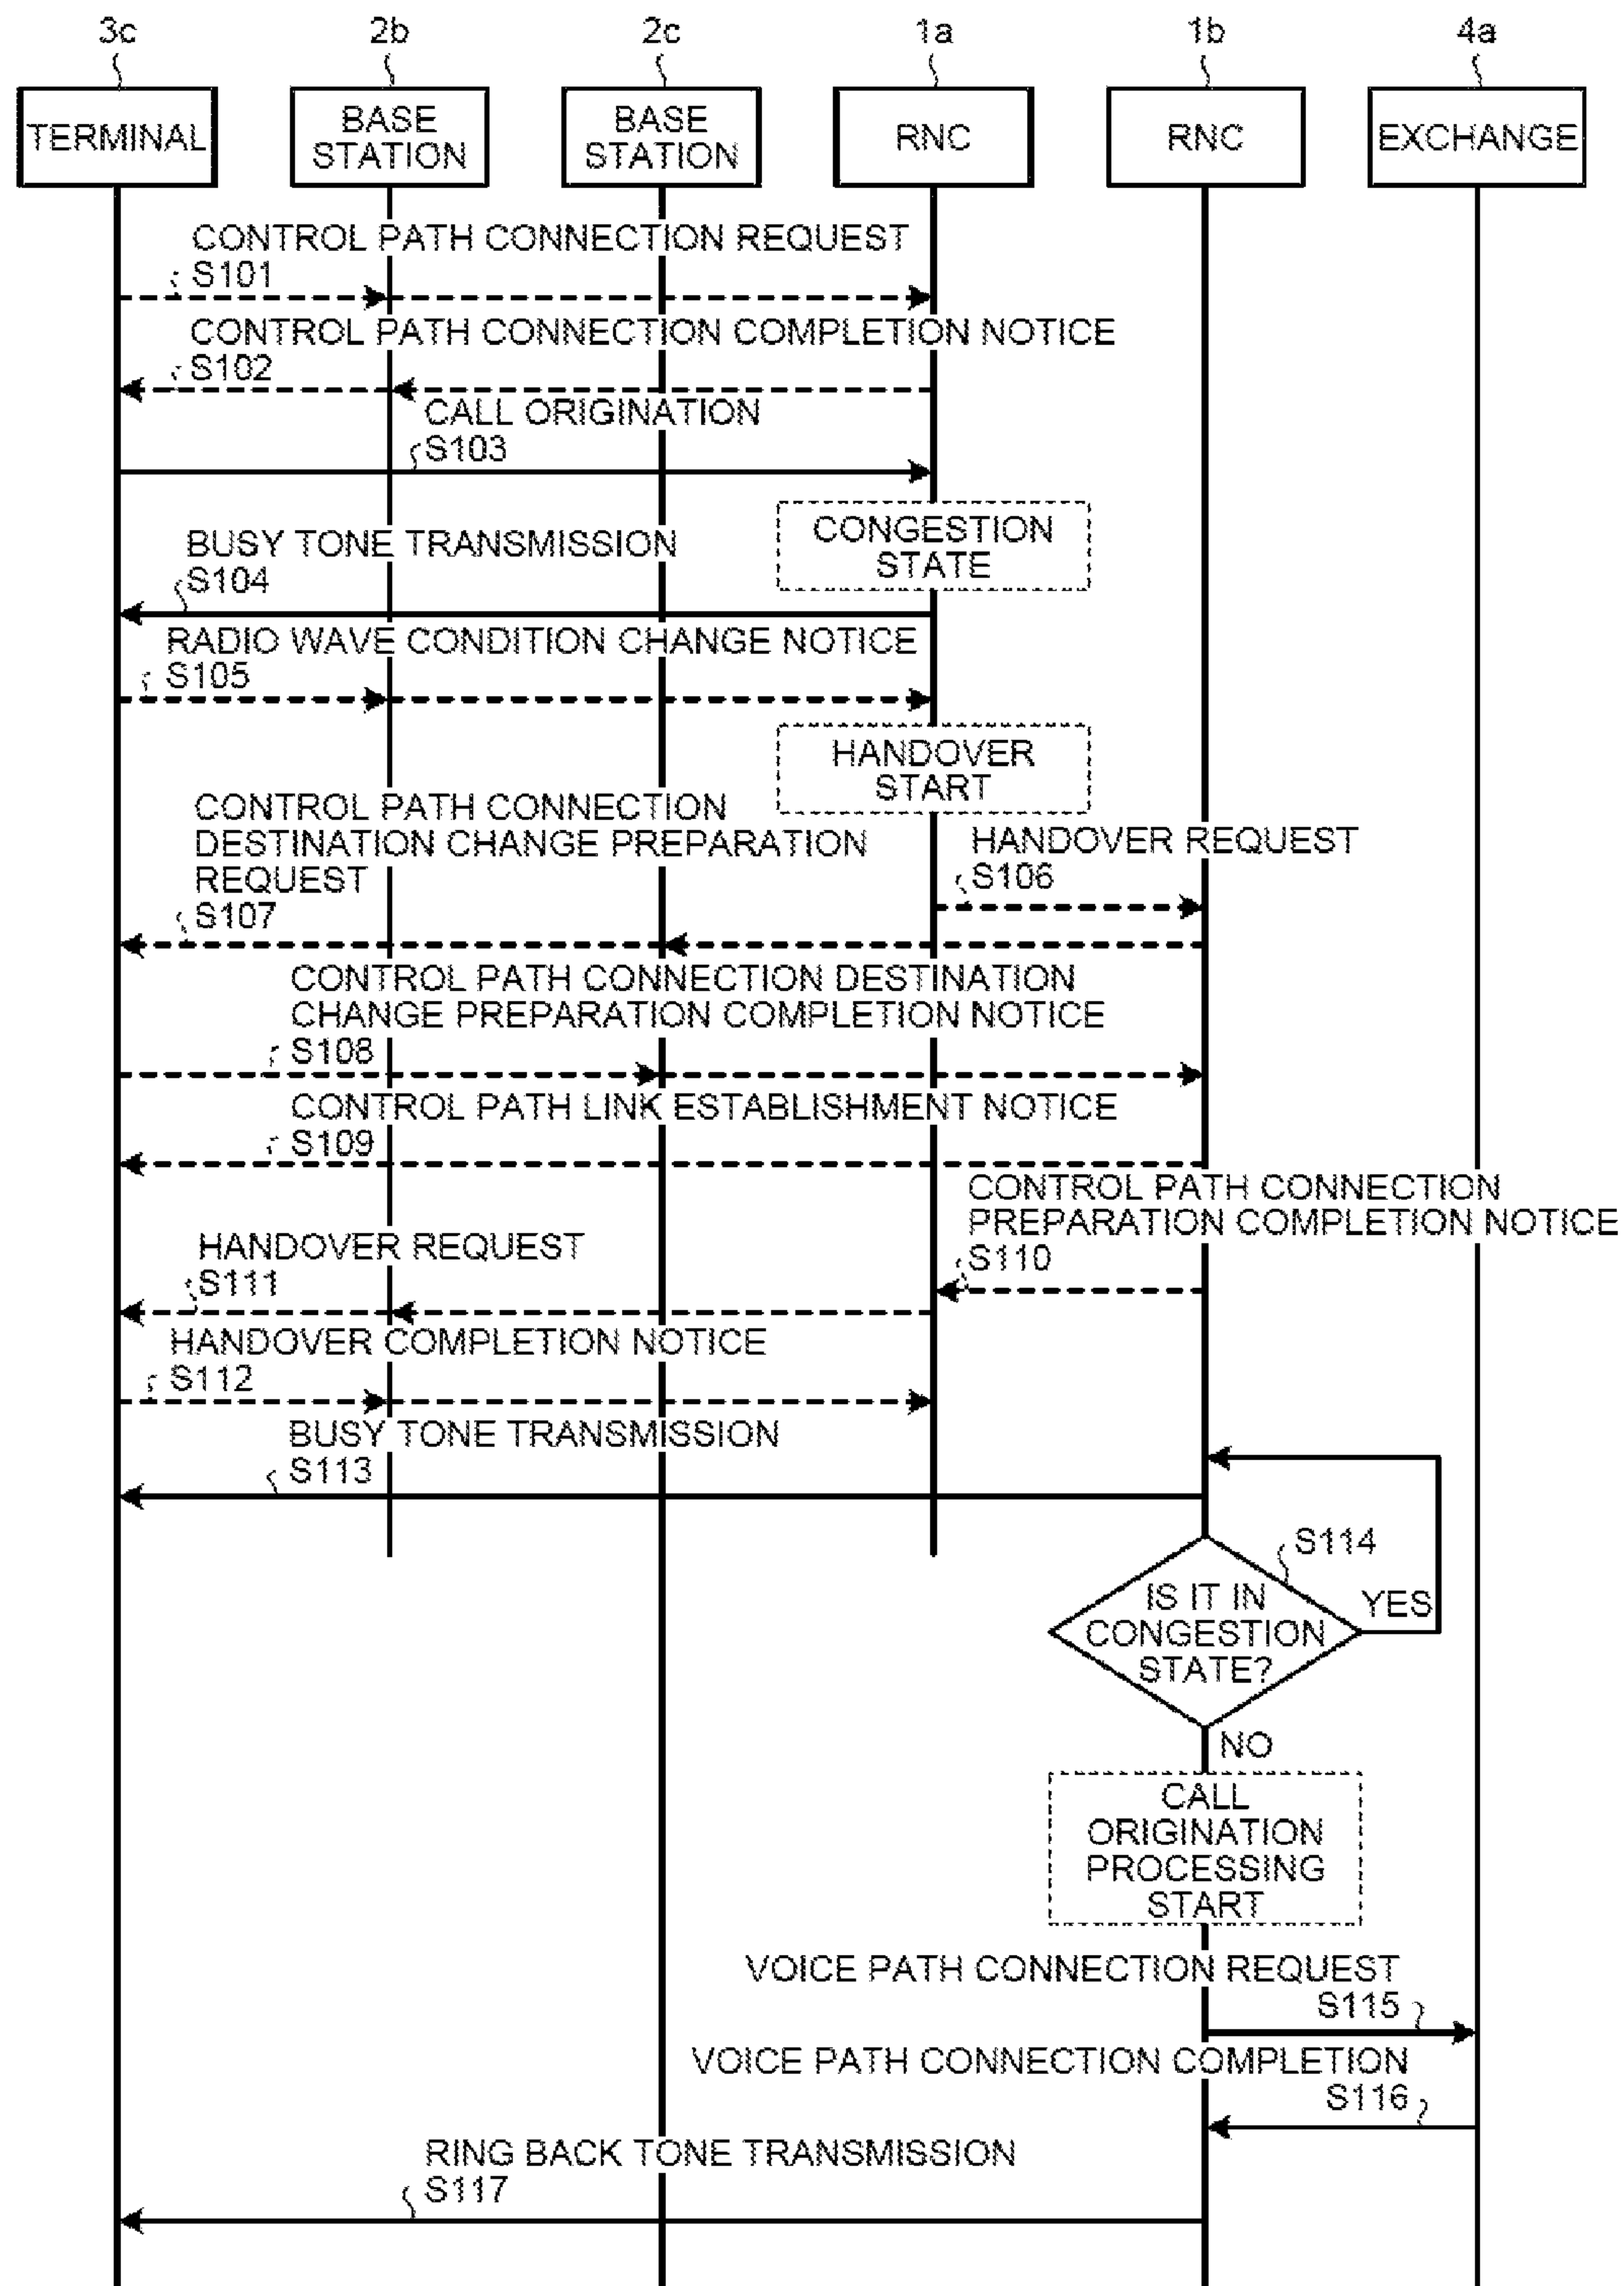 3c 2b 2c 1a 1b 4a
TERMINAL
BASE
STATION
BASE
STATION
RNC
RNC
EXCHANGE
CONTROL PATH CONNECTION REQUEST
S101
CONTROL PATH CONNECTION COMPLETION NOTICE
S102
CALL ORIGINATION
S103
CONGESTION
STATE
BUSY TONE TRANSMISSION
S104
RADIO WAVE CONDITION CHANGE NOTICE
S105
HANDOVER
START
HANDOVER REQUEST
S106
CONTROL PATH CONNECTION
DESTINATION CHANGE PREPARATION
REQUEST
S107
CONTROL PATH CONNECTION DESTINATION
CHANGE PREPARATION COMPLETION NOTICE
S108
CONTROL PATH LINK ESTABLISHMENT NOTICE
S109
CONTROL PATH CONNECTION
PREPARATION COMPLETION NOTICE
S110
HANDOVER REQUEST
S111
HANDOVER COMPLETION NOTICE
S112
BUSY TONE TRANSMISSION
S113
S114
IS IT IN
CONGESTION
STATE?
YES
NO
CALL
ORIGINATION
PROCESSING
START
VOICE PATH CONNECTION REQUEST
S115
VOICE PATH CONNECTION COMPLETION
S116
RING BACK TONE TRANSMISSION
S117